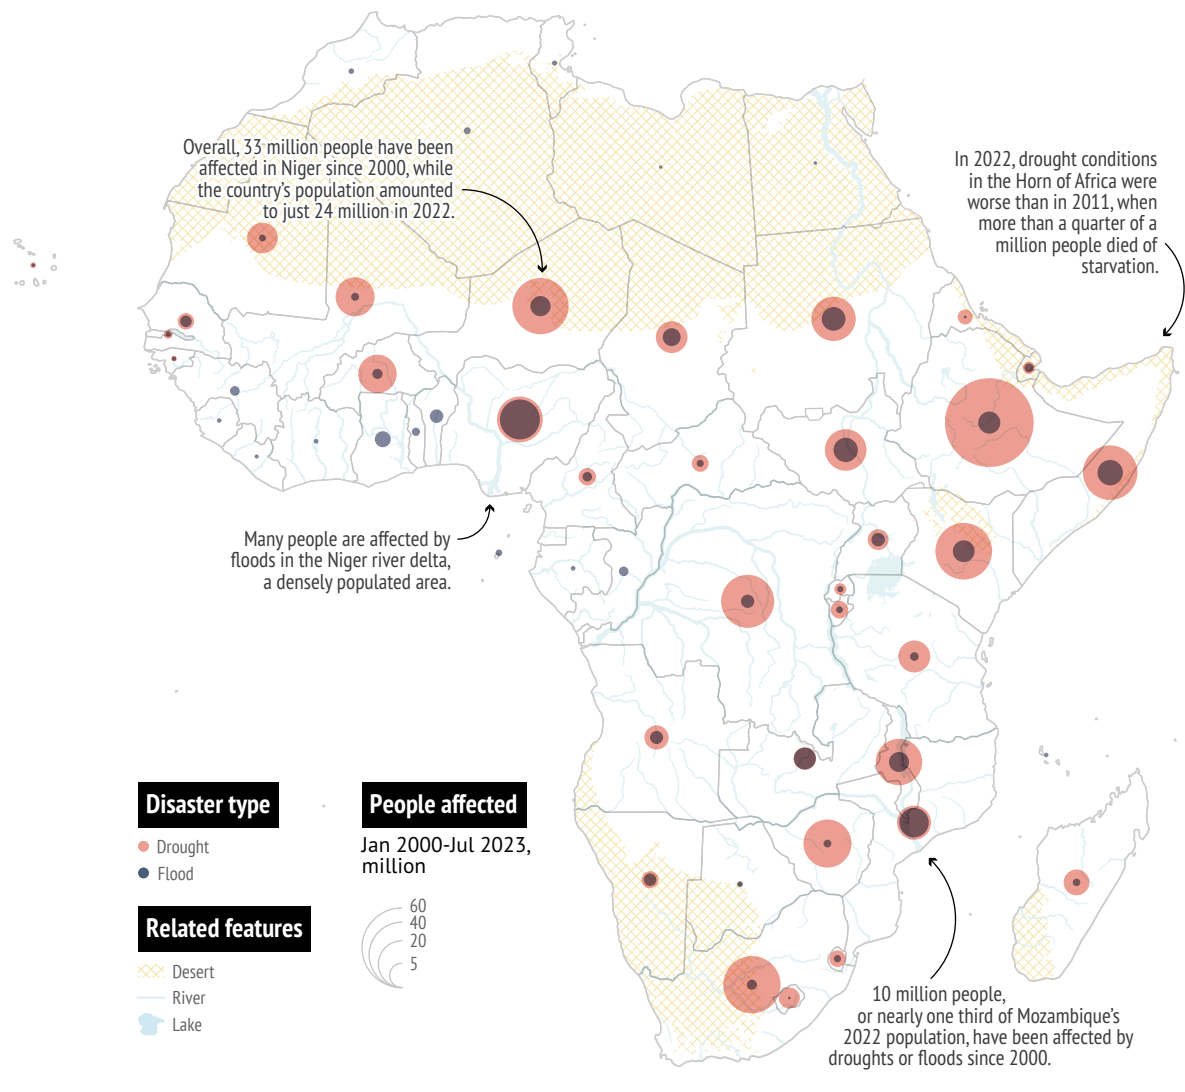 Overall, 33 million people have been
affected in Niger since 2000, while
the country's population amounted
to just 24 million in 2022.
In 2022, drought conditions
in the Horn of Africa were
worse than in 2011, when
more than a quarter of a
million people died of
starvation.
Many people are affected by
floods in the Niger river delta,
a densely populated area.
Disaster type
Drought
Flood
Related features
Desert
River
Lake
People affected
Jan 2000-Jul 2023,
million
60
40
20
5
10 million people,
or nearly one third of Mozambique's
2022 population, have been affected by
droughts or floods since 2000.